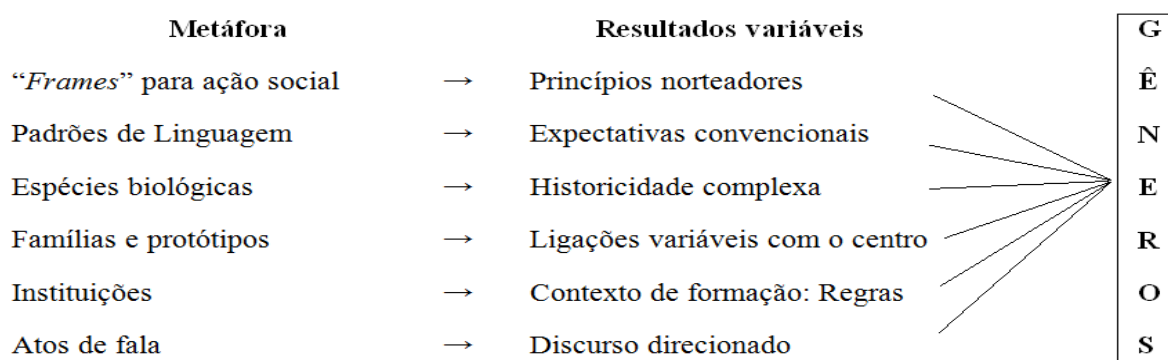 Metáfora Resultados variáveis G
“Frames” para ação social → Princípios norteadores Ê
Padrões de Linguagem → Expectativas convencionais N
Espécies biológicas → Historicidade complexa E
Famílias e protótipos → Ligações variáveis com o centro R
Instituições → Contexto de formação: Regras O
Atos de fala → Discurso direcionado S